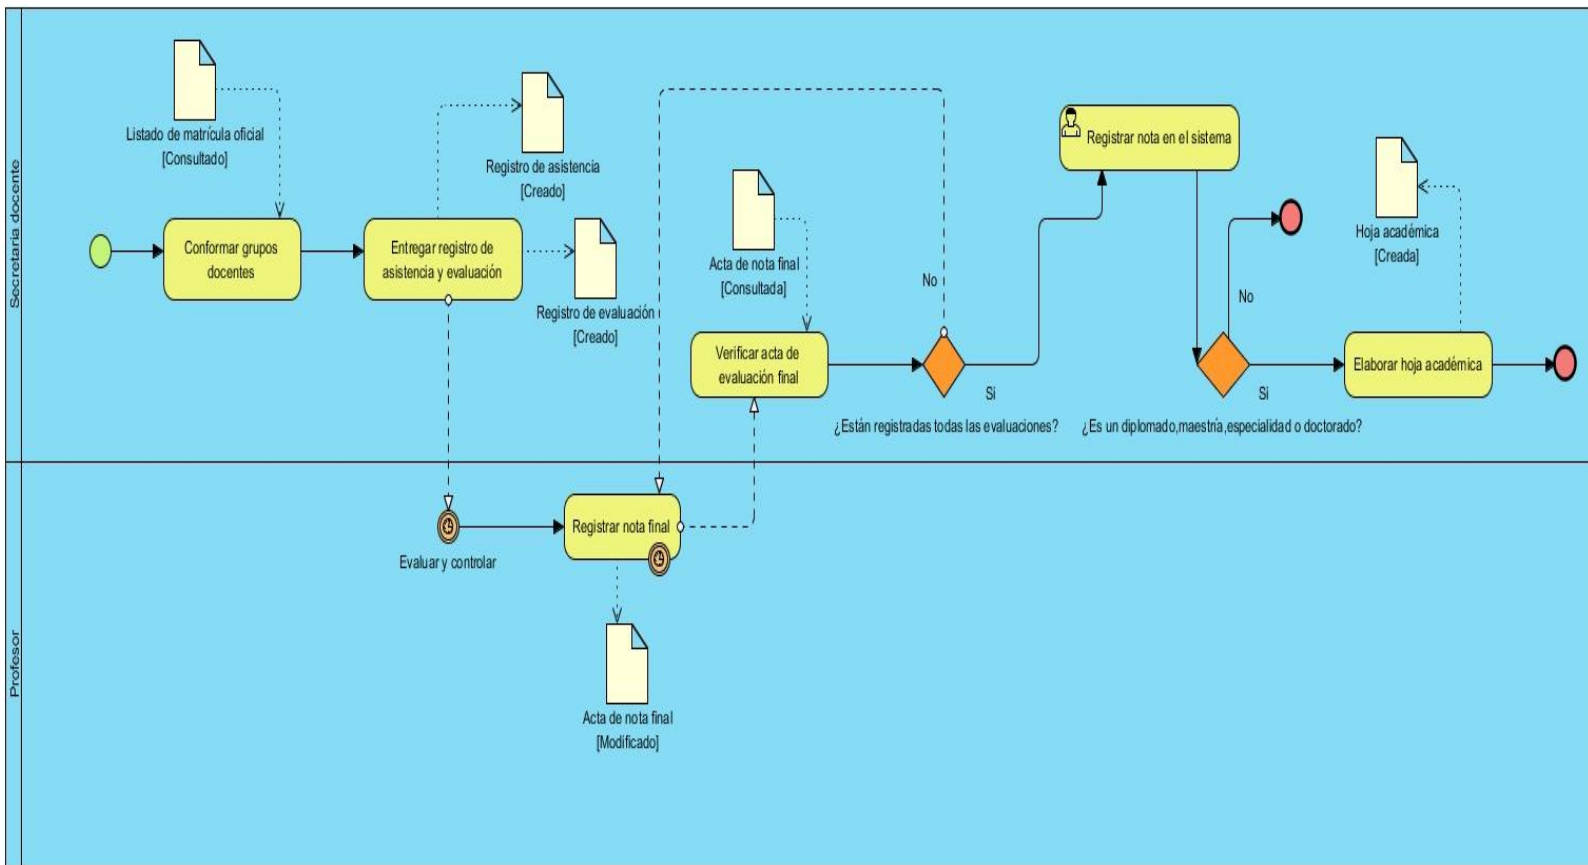 Secretaria docente
Listado de matrícula oficial
[Consultado]
Conformar grupos
docentes
Entregar registro de
asistencia y evaluación
Registro de asistencia
[Creado]
Registro de evaluación
[Creado]
Acta de nota final
[Consultada]
Verificar acta de
evaluación final
No
Si
¿Están registradas todas las evaluaciones?
Registrar nota en el sistema
No
Si
¿Es un diplomado,maestría,especialidad o doctorado?
Hoja académica
[Creada]
Elaborar hoja académica
Profesor
Evaluar y controlar
Registrar nota final
Acta de nota final
[Modificado]